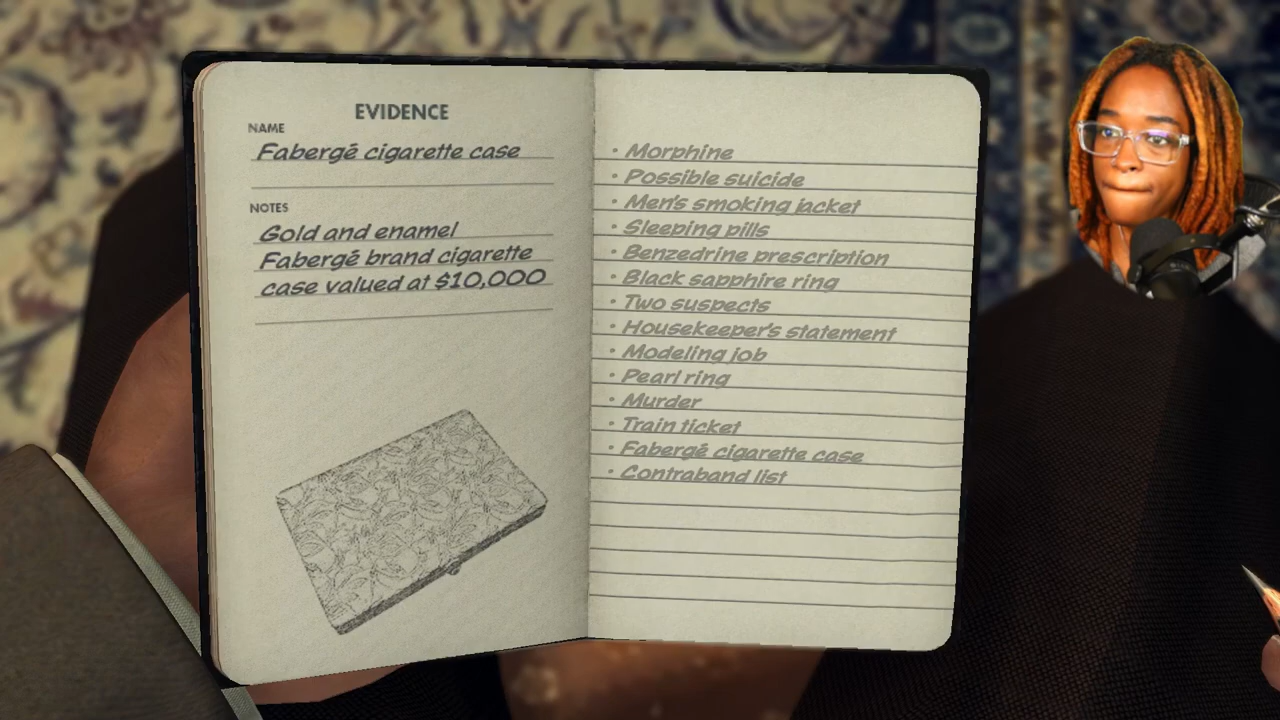 EVIDENCE
NAME
Fabergé cigarette case
NOTES
Gold and enamel
Fabergé brand cigarette
case valued at $10,000
• Morphine
• Possible suicide
• Men's smoking jacket
• Sleeping pills
• Benzedrine prescription
• Black sapphire ring
• Two suspects
• Housekeeper's statement
• Modeling job
• Pearl ring
• Murder
• Train ticket
• Fabergé cigarette case
• Contraband list